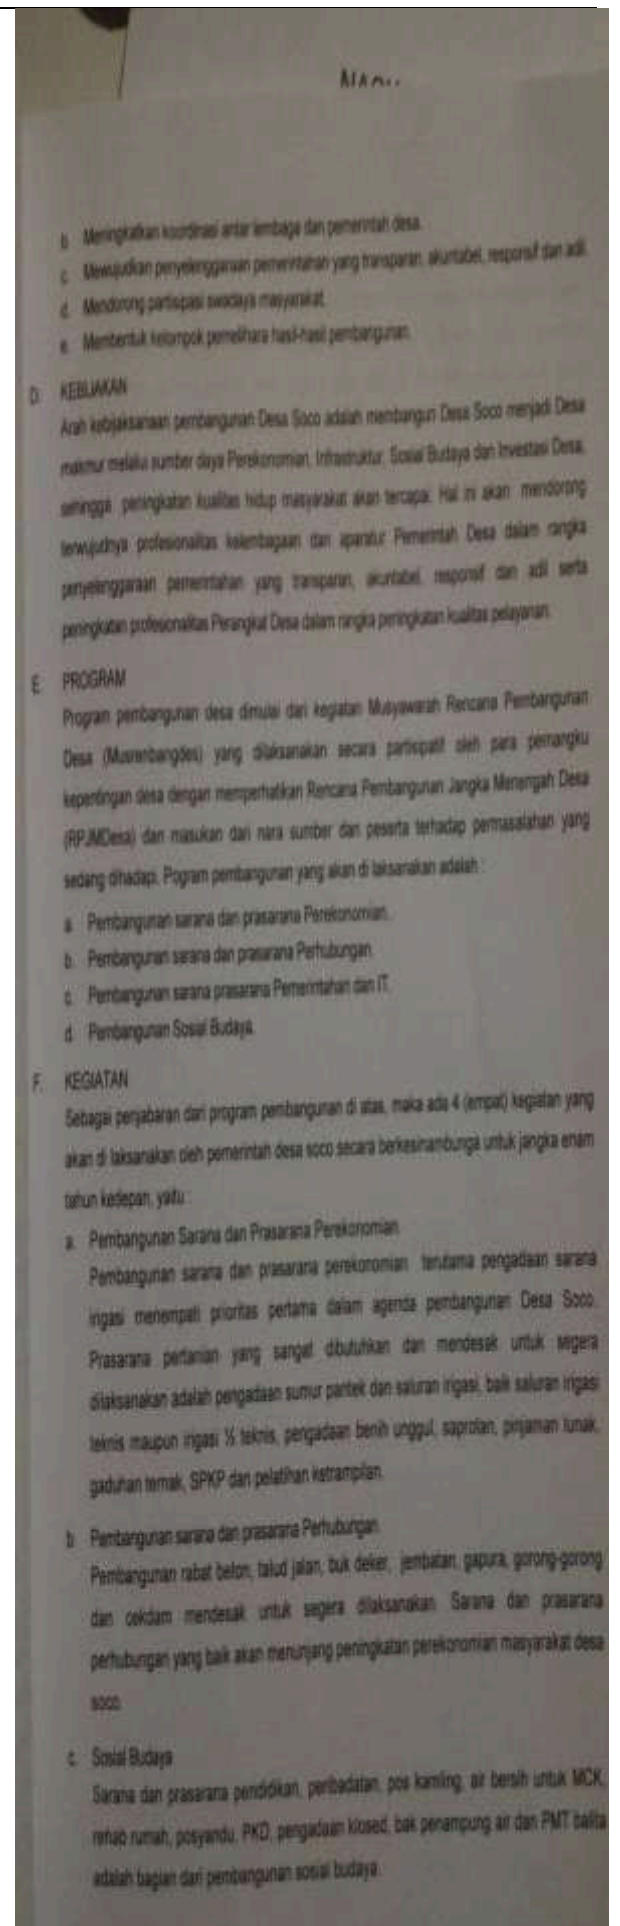 b. Meningkatkan koordinasi antar lembaga dan pemerintah desa.
c. Mewujudkan penyelenggaraan pemerintahan yang transparan, akuntabel, responsif dan adil.
d. Mendorong partisipasi swadaya masyarakat.
e. Membentuk kelompok pemelihara hasil-hasil pembangunan.
D. KEBIJAKAN
Arah kebijaksanaan pembangunan Desa Soco adalah membangun Desa Soco menjadi Desa
makmur melalui sumber daya Perekonomian, Infrastruktur, Sosial Budaya dan Investasi Desa,
sehingga peningkatan kualitas hidup masyarakat akan tercapai. Hal ini akan mendorong
terwujudnya profesionalitas kelembagaan dan aparatur Pemerintah Desa dalam rangka
penyelenggaraan pemerintahan yang transparan, akuntabel, responsif dan adil serta
peningkatan profesionalitas Perangkat Desa dalam rangka peningkatan kualitas pelayanan.
E. PROGRAM
Program pembangunan desa dimulai dari kegiatan Musyawarah Rencana Pembangunan
Desa (Musrenbangdes) yang dilaksanakan secara partisipatif oleh para pemangku
kepentingan desa dengan memperhatikan Rencana Pembangunan Jangka Menengah Desa
(RPJMDesa) dan masukan dari nara sumber dan peserta terhadap permasalahan yang
sedang dihadapi. Pogram pembangunan yang akan di laksanakan adalah :
a. Pembangunan sarana dan prasarana Perekonomian.
b. Pembangunan sarana dan prasarana Perhubungan.
c. Pembangunan sarana prasarana Pemerintahan dan IT.
d. Pembangunan Sosial Budaya.
F. KEGIATAN
Sebagai penjabaran dari program pembangunan di atas, maka ada 4 (empat) kegiatan yang
akan di laksanakan oleh pemerintah desa soco secara berkesinambunga untuk jangka enam
tahun kedepan, yaitu :
a. Pembangunan Sarana dan Prasarana Perekonomian.
Pembangunan sarana dan prasarana perekonomian terutama pengadaan sarana
irigasi menempati prioritas pertama dalam agenda pembangunan Desa Soco.
Prasarana pertanian yang sangat dibutuhkan dan mendesak untuk segera
dilaksanakan adalah pengadaan sumur pantek dan saluran irigasi, baik saluran irigasi
teknis maupun irigasi ½ teknis, pengadaan benih unggul, saprotan, pinjaman lunak,
gaduhan ternak, SPKP dan pelatihan ketrampilan.
b. Pembangunan sarana dan prasarana Perhubungan.
Pembangunan rabat beton, talud jalan, buk deker, jembatan, gapura, gorong-gorong
dan cekdam mendesak untuk segera dilaksanakan. Sarana dan prasarana
perhubungan yang baik akan menunjang peningkatan perekonomian masyarakat desa
soco.
c. Sosial Budaya
Sarana dan prasarana pendidikan, peribadatan, pos kamling, air bersih untuk MCK,
rehab rumah, posyandu, PKD, pengadaan klosed, bak penampung air dan PMT balita
adalah bagian dari pembangunan sosial budaya.